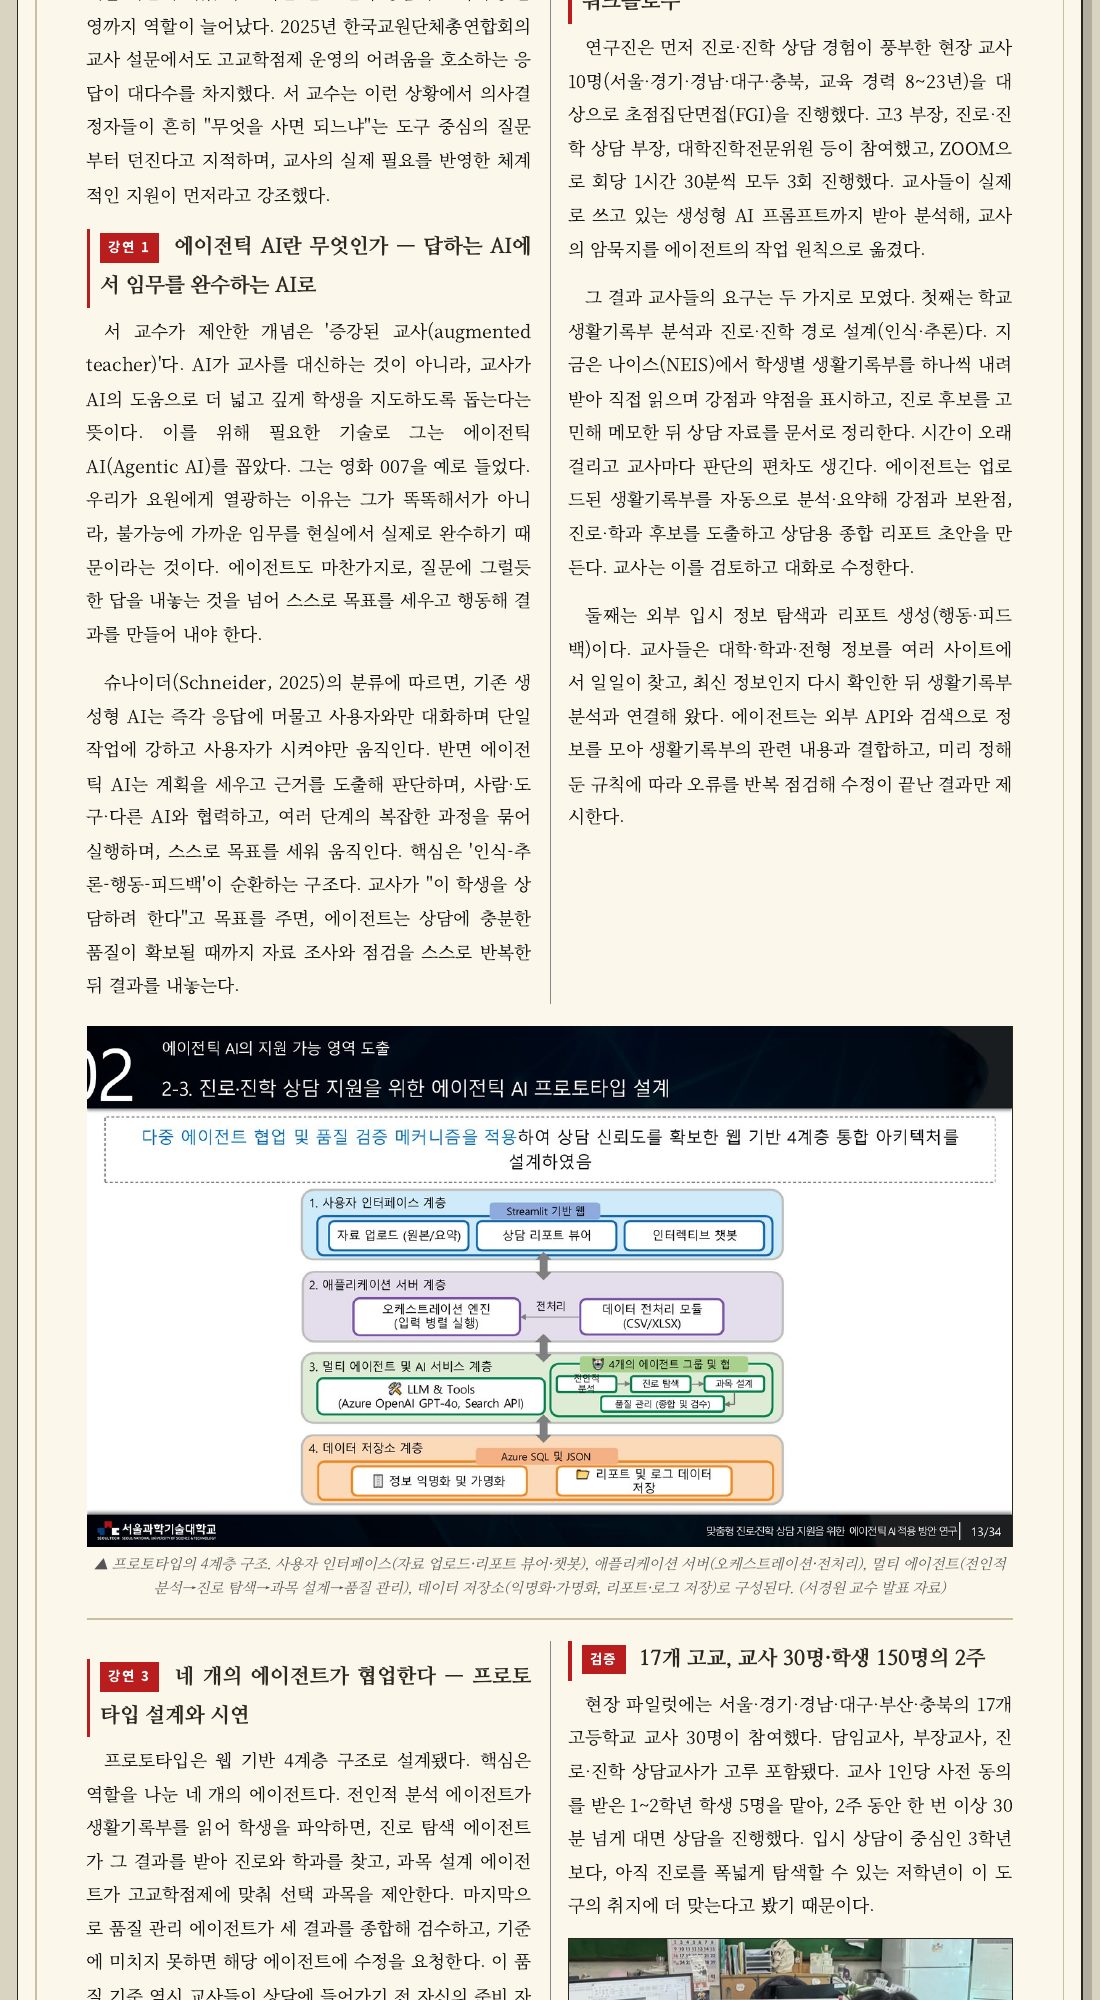 영까지 역할이 늘어났다. 2025년 한국교원단체총연합회의
교사 설문에서도 고교학점제 운영의 어려움을 호소하는 응
답이 대다수를 차지했다. 서 교수는 이런 상황에서 의사결
정자들이 흔히 "무엇을 사면 되느냐"는 도구 중심의 질문
부터 던진다고 지적하며, 교사의 실제 필요를 반영한 체계
적인 지원이 먼저라고 강조했다.
강연 1 에이전틱 AI란 무엇인가 — 답하는 AI에
서 임무를 완수하는 AI로
서 교수가 제안한 개념은 '증강된 교사(augmented
teacher)'다. AI가 교사를 대신하는 것이 아니라, 교사가
AI의 도움으로 더 넓고 깊게 학생을 지도하도록 돕는다는
뜻이다. 이를 위해 필요한 기술로 그는 에이전틱
AI(Agentic AI)를 꼽았다. 그는 영화 007을 예로 들었다.
우리가 요원에게 열광하는 이유는 그가 똑똑해서가 아니
라, 불가능에 가까운 임무를 현실에서 실제로 완수하기 때
문이라는 것이다. 에이전트도 마찬가지로, 질문에 그럴듯
한 답을 내놓는 것을 넘어 스스로 목표를 세우고 행동해 결
과를 만들어 내야 한다.
슈나이더(Schneider, 2025)의 분류에 따르면, 기존 생
성형 AI는 즉각 응답에 머물고 사용자와만 대화하며 단일
작업에 강하고 사용자가 시켜야만 움직인다. 반면 에이전
틱 AI는 계획을 세우고 근거를 도출해 판단하며, 사람·도
구·다른 AI와 협력하고, 여러 단계의 복잡한 과정을 묶어
실행하며, 스스로 목표를 세워 움직인다. 핵심은 '인식-추
론-행동-피드백'이 순환하는 구조다. 교사가 "이 학생을 상
담하려 한다"고 목표를 주면, 에이전트는 상담에 충분한
품질이 확보될 때까지 자료 조사와 점검을 스스로 반복한
뒤 결과를 내놓는다.
워크플로우
연구진은 먼저 진로·진학 상담 경험이 풍부한 현장 교사
10명(서울·경기·경남·대구·충북, 교육 경력 8~23년)을 대
상으로 초점집단면접(FGI)을 진행했다. 고3 부장, 진로·진
학 상담 부장, 대학진학전문위원 등이 참여했고, ZOOM으
로 회당 1시간 30분씩 모두 3회 진행했다. 교사들이 실제
로 쓰고 있는 생성형 AI 프롬프트까지 받아 분석해, 교사
의 암묵지를 에이전트의 작업 원칙으로 옮겼다.
그 결과 교사들의 요구는 두 가지로 모였다. 첫째는 학교
생활기록부 분석과 진로·진학 경로 설계(인식·추론)다. 지
금은 나이스(NEIS)에서 학생별 생활기록부를 하나씩 내려
받아 직접 읽으며 강점과 약점을 표시하고, 진로 후보를 고
민해 메모한 뒤 상담 자료를 문서로 정리한다. 시간이 오래
걸리고 교사마다 판단의 편차도 생긴다. 에이전트는 업로
드된 생활기록부를 자동으로 분석·요약해 강점과 보완점,
진로·학과 후보를 도출하고 상담용 종합 리포트 초안을 만
든다. 교사는 이를 검토하고 대화로 수정한다.
둘째는 외부 입시 정보 탐색과 리포트 생성(행동·피드
백)이다. 교사들은 대학·학과·전형 정보를 여러 사이트에
서 일일이 찾고, 최신 정보인지 다시 확인한 뒤 생활기록부
분석과 연결해 왔다. 에이전트는 외부 API와 검색으로 정
보를 모아 생활기록부의 관련 내용과 결합하고, 미리 정해
둔 규칙에 따라 오류를 반복 점검해 수정이 끝난 결과만 제
시한다.
02
에이전틱 AI의 지원 가능 영역 도출
2-3. 진로·진학 상담 지원을 위한 에이전틱 AI 프로토타입 설계
다중 에이전트 협업 및 품질 검증 메커니즘을 적용하여 상담 신뢰도를 확보한 웹 기반 4계층 통합 아키텍처를
설계하였음
1. 사용자 인터페이스 계층
Streamlit 기반 웹
자료 업로드 (원본/요약)
상담 리포트 뷰어
인터렉티브 챗봇
2. 애플리케이션 서버 계층
오케스트레이션 엔진
(입력 병렬 실행)
전처리
데이터 전처리 모듈
(CSV/XLSX)
3. 멀티 에이전트 및 AI 서비스 계층
LLM & Tools
(Azure OpenAI GPT-4o, Search API)
4개의 에이전트 그룹 및 협
전인적
분석
진로 탐색
과목 설계
품질 관리 (종합 및 검수)
4. 데이터 저장소 계층
Azure SQL 및 JSON
정보 익명화 및 가명화
리포트 및 로그 데이터
저장
서울과학기술대학교
맞춤형 진로진학 상담 지원을 위한 에이전틱 AI 적용 방안 연구 13/34
▲ 프로토타입의 4계층 구조. 사용자 인터페이스(자료 업로드·리포트 뷰어·챗봇), 애플리케이션 서버(오케스트레이션·전처리), 멀티 에이전트(전인적
분석→진로 탐색→과목 설계→품질 관리), 데이터 저장소(익명화·가명화, 리포트·로그 저장)로 구성된다. (서경원 교수 발표 자료)
강연 3 네 개의 에이전트가 협업한다 — 프로토
타입 설계와 시연
프로토타입은 웹 기반 4계층 구조로 설계됐다. 핵심은
역할을 나눈 네 개의 에이전트다. 전인적 분석 에이전트가
생활기록부를 읽어 학생을 파악하면, 진로 탐색 에이전트
가 그 결과를 받아 진로와 학과를 찾고, 과목 설계 에이전
트가 고교학점제에 맞춰 선택 과목을 제안한다. 마지막으
로 품질 관리 에이전트가 세 결과를 종합해 검수하고, 기준
에 미치지 못하면 해당 에이전트에 수정을 요청한다. 이 품
질 기준 역시 교사들이 상담에 들어가기 전 자신의 준비 자
검증 17개 고교, 교사 30명·학생 150명의 2주
현장 파일럿에는 서울·경기·경남·대구·부산·충북의 17개
고등학교 교사 30명이 참여했다. 담임교사, 부장교사, 진
로·진학 상담교사가 고루 포함됐다. 교사 1인당 사전 동의
를 받은 1~2학년 학생 5명을 맡아, 2주 동안 한 번 이상 30
분 넘게 대면 상담을 진행했다. 입시 상담이 중심인 3학년
보다, 아직 진로를 폭넓게 탐색할 수 있는 저학년이 이 도
구의 취지에 더 맞는다고 봤기 때문이다.